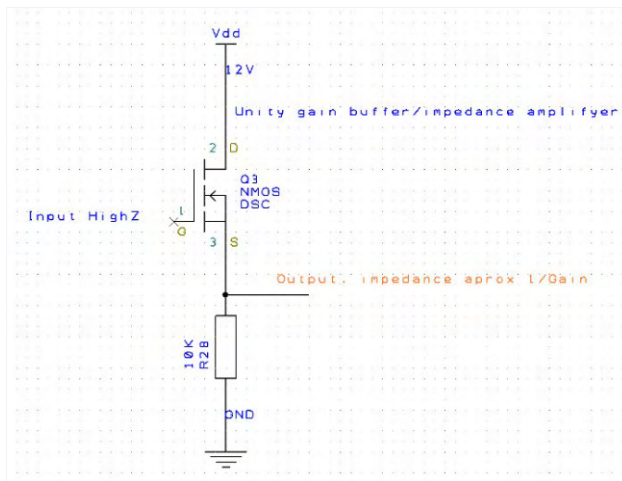 Vdd
12V
Unity gain buffer/impedance amplifyer
2 D
Q3
NMOS
DSC
Input HighZ
1
G
3 S
Output. impedance aprox 1/Gain
10K
R28
GND